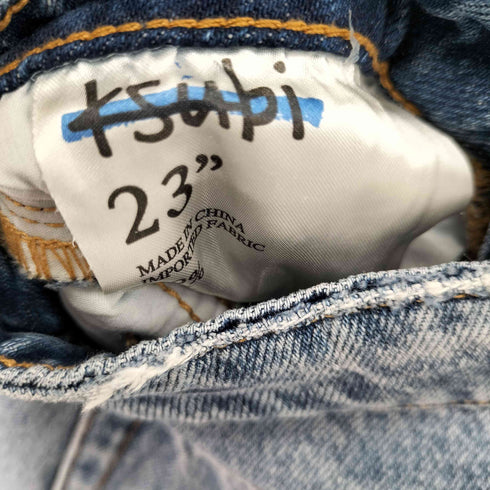 ksubi
23”
MADE IN CHINA
IMPORTED FABRIC